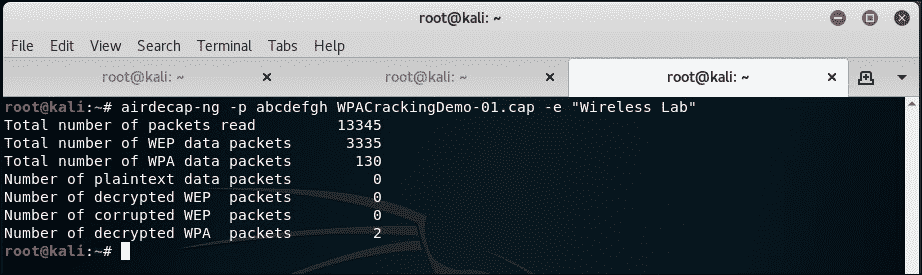 root@kali: ~
File Edit View Search Terminal Tabs Help
root@kali: ~ × root@kali: ~ × root@kali: ~ ×
root@kali:~# airdecap-ng -p abcdefgh WPACrackingDemo-01.cap -e "Wireless Lab"
Total number of packets read 13345
Total number of WEP data packets 3335
Total number of WPA data packets 130
Number of plaintext data packets 0
Number of decrypted WEP packets 0
Number of corrupted WEP packets 0
Number of decrypted WPA packets 2
root@kali:~#